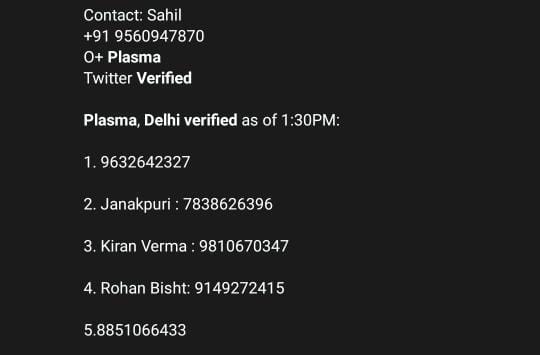 Contact: Sahil
+91 9560947870
O+ Plasma
Twitter Verified
Plasma, Delhi verified as of 1:30PM:
1. 9632642327
2. Janakpuri : 7838626396
3. Kiran Verma : 9810670347
4. Rohan Bisht: 9149272415
5.8851066433